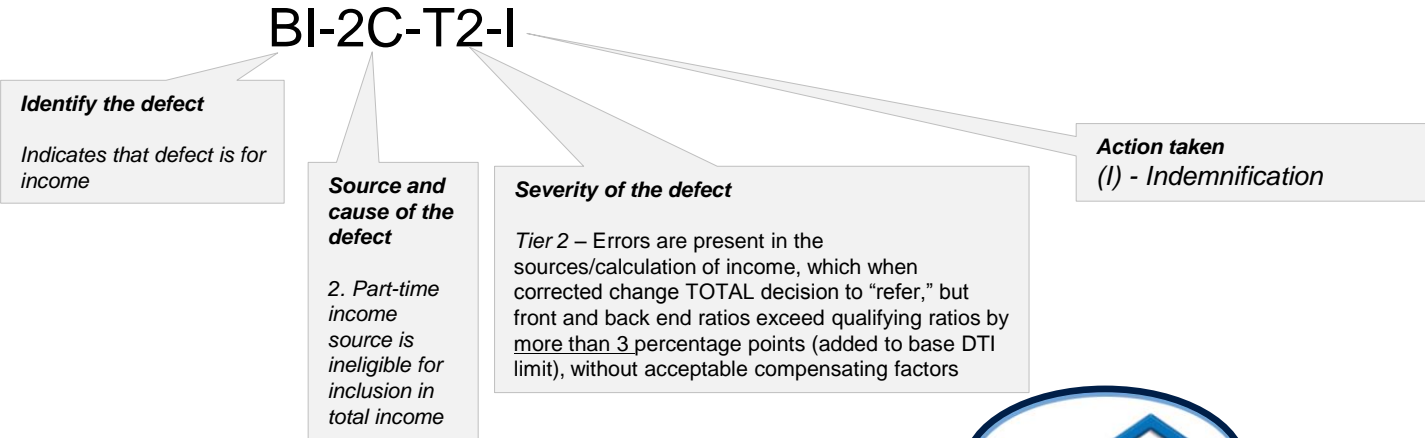 BI-2C-T2-I
Identify the defect
Indicates that defect is for
income
Source and
cause of the
defect
2. Part-time
income
source is
ineligible for
inclusion in
total income
Severity of the defect
Tier 2 – Errors are present in the
sources/calculation of income, which when
corrected change TOTAL decision to “refer,” but
front and back end ratios exceed qualifying ratios by
more than 3 percentage points (added to base DTI
limit), without acceptable compensating factors
Action taken
(I) - Indemnification